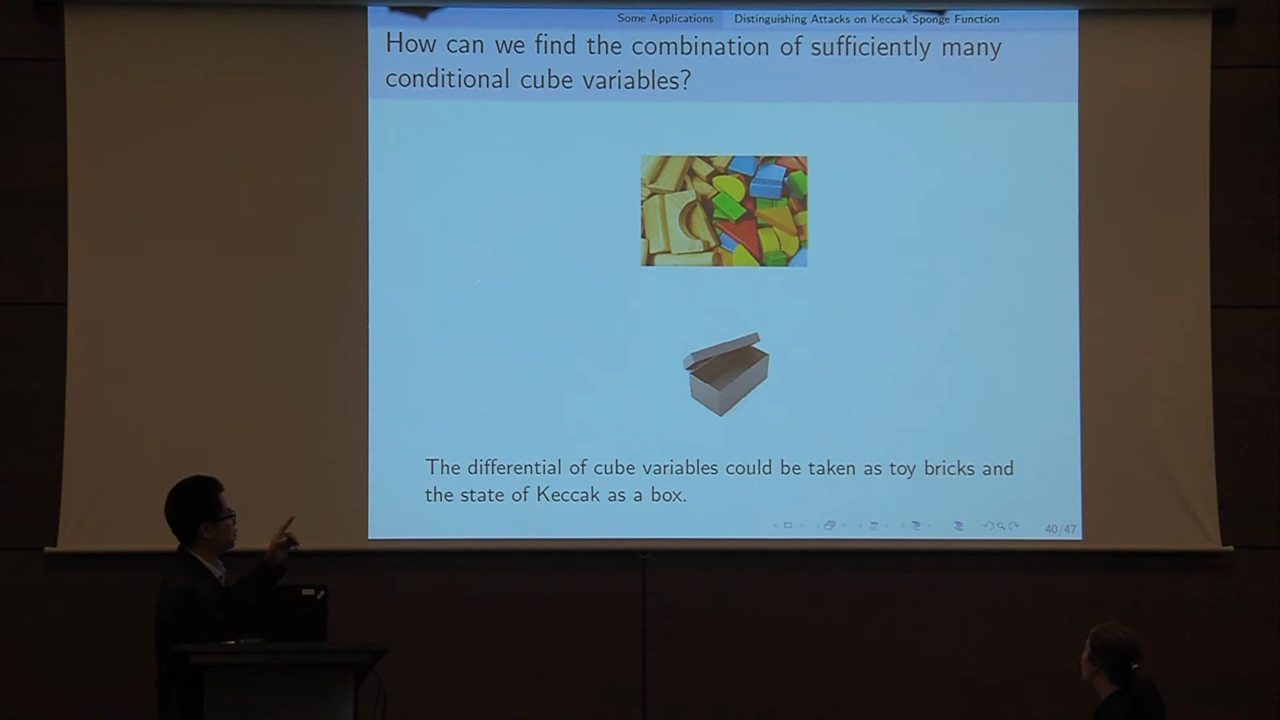 Some Applications Distinguishing Attacks on Keccak Sponge Function
How can we find the combination of sufficiently many
conditional cube variables?
The differential of cube variables could be taken as toy bricks and
the state of Keccak as a box.
40/47